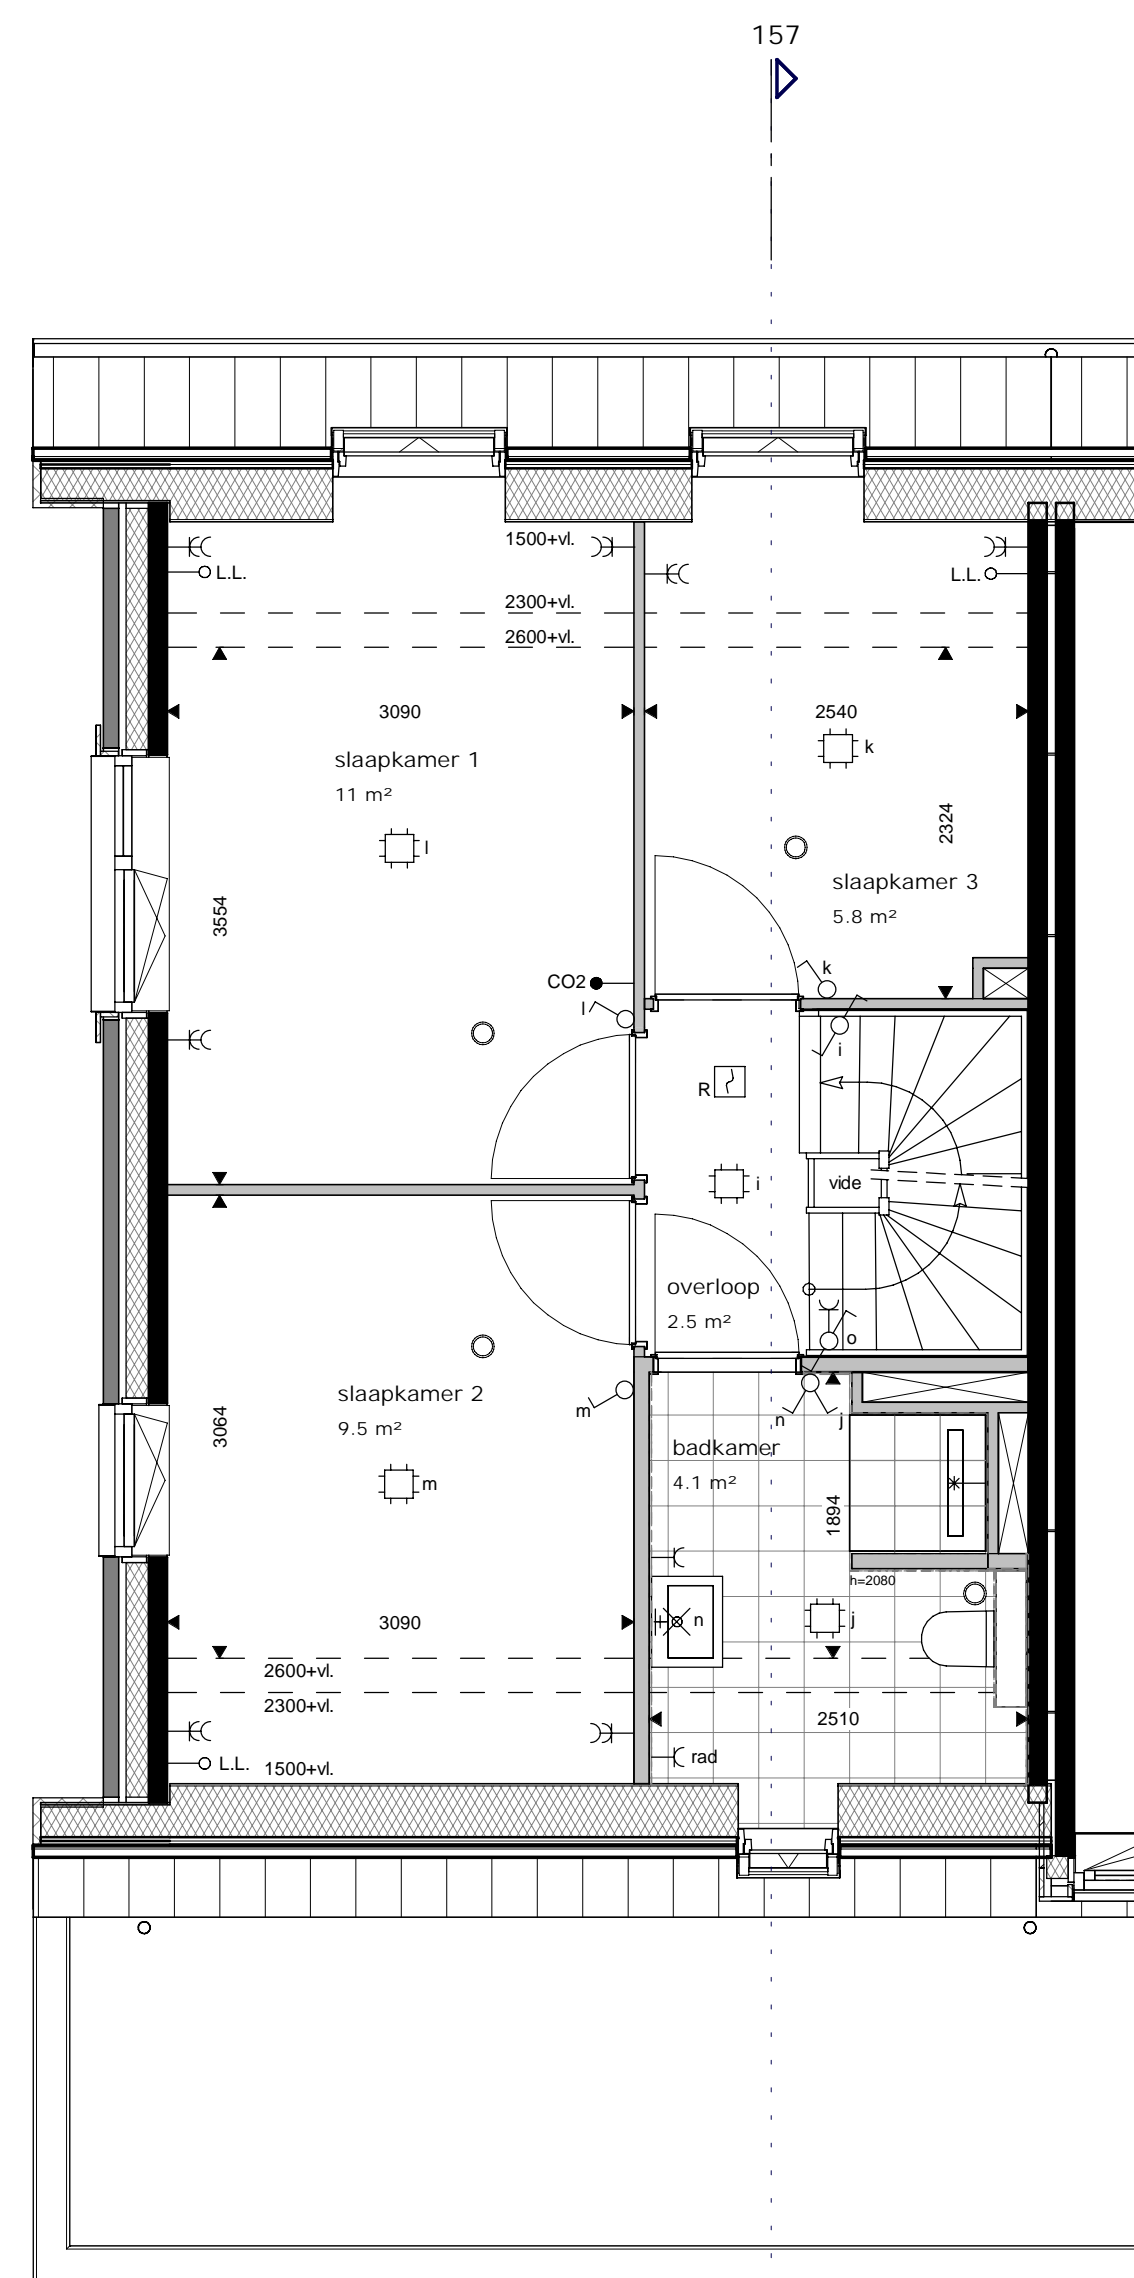 157
1500+vl.
L.L.
L.L.
2300+vl.
2600+vl.
3090
2540
k
slaapkamer 1
11 m²
l
2324
slaapkamer 3
5.8 m²
3554
CO2
k
l
i
R
i
vide
overloop
2.5 m²
o
slaapkamer 2
9.5 m²
m
n
j
3064
badkamer
4.1 m²
m
1894
h=2080
3090
n
j
2600+vl.
2300+vl.
2510
L.L.
1500+vl.
rad